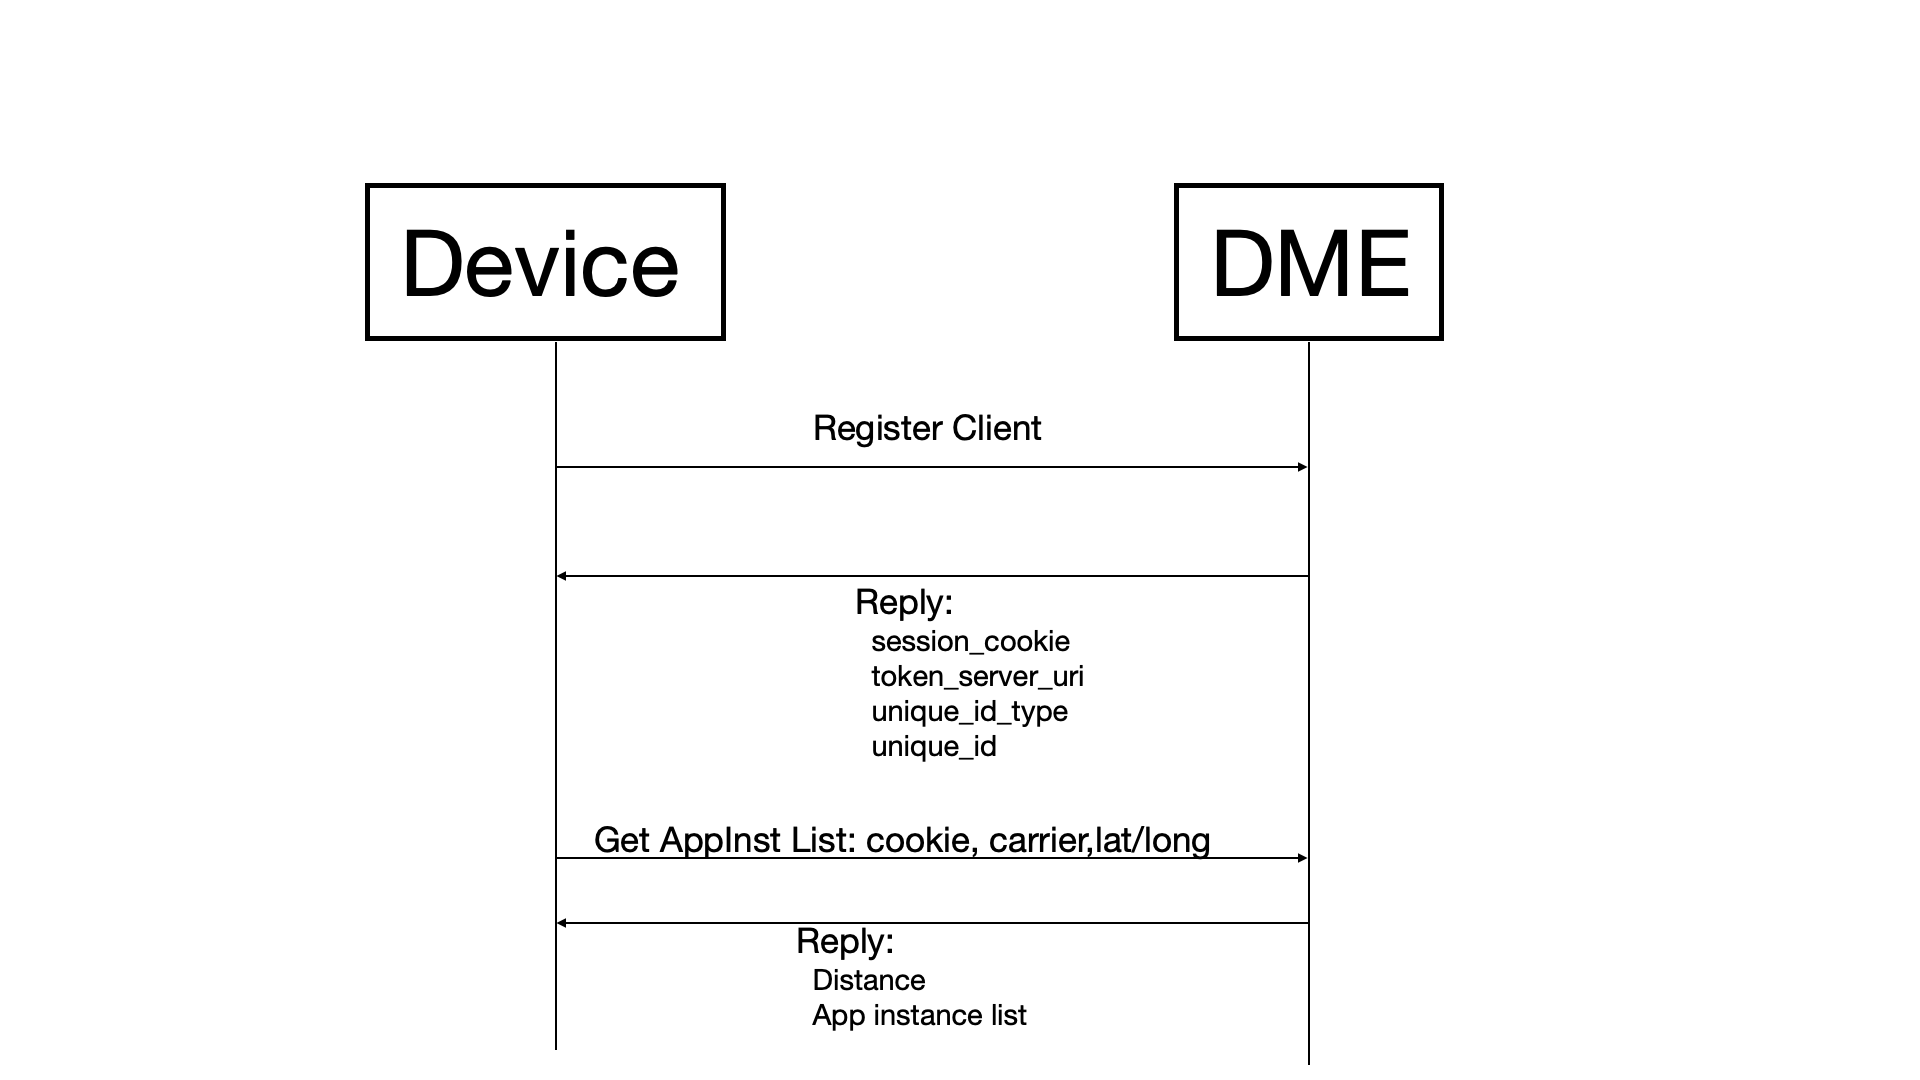 Device
DME
Register Client
Reply:
session_cookie
token_server_uri
unique_id_type
unique_id
Get AppInst List: cookie, carrier,lat/long
Reply:
Distance
App instance list